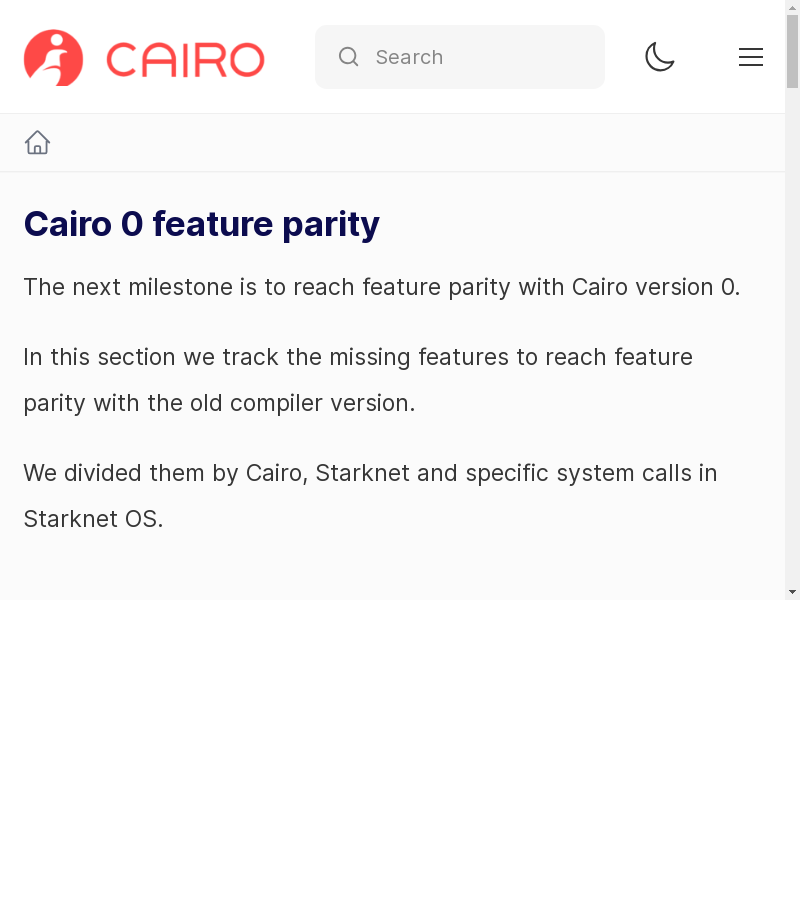 CAIRO
Search
Cairo 0 feature parity
The next milestone is to reach feature parity with Cairo version 0.
In this section we track the missing features to reach feature
parity with the old compiler version.
We divided them by Cairo, Starknet and specific system calls in
Starknet OS.